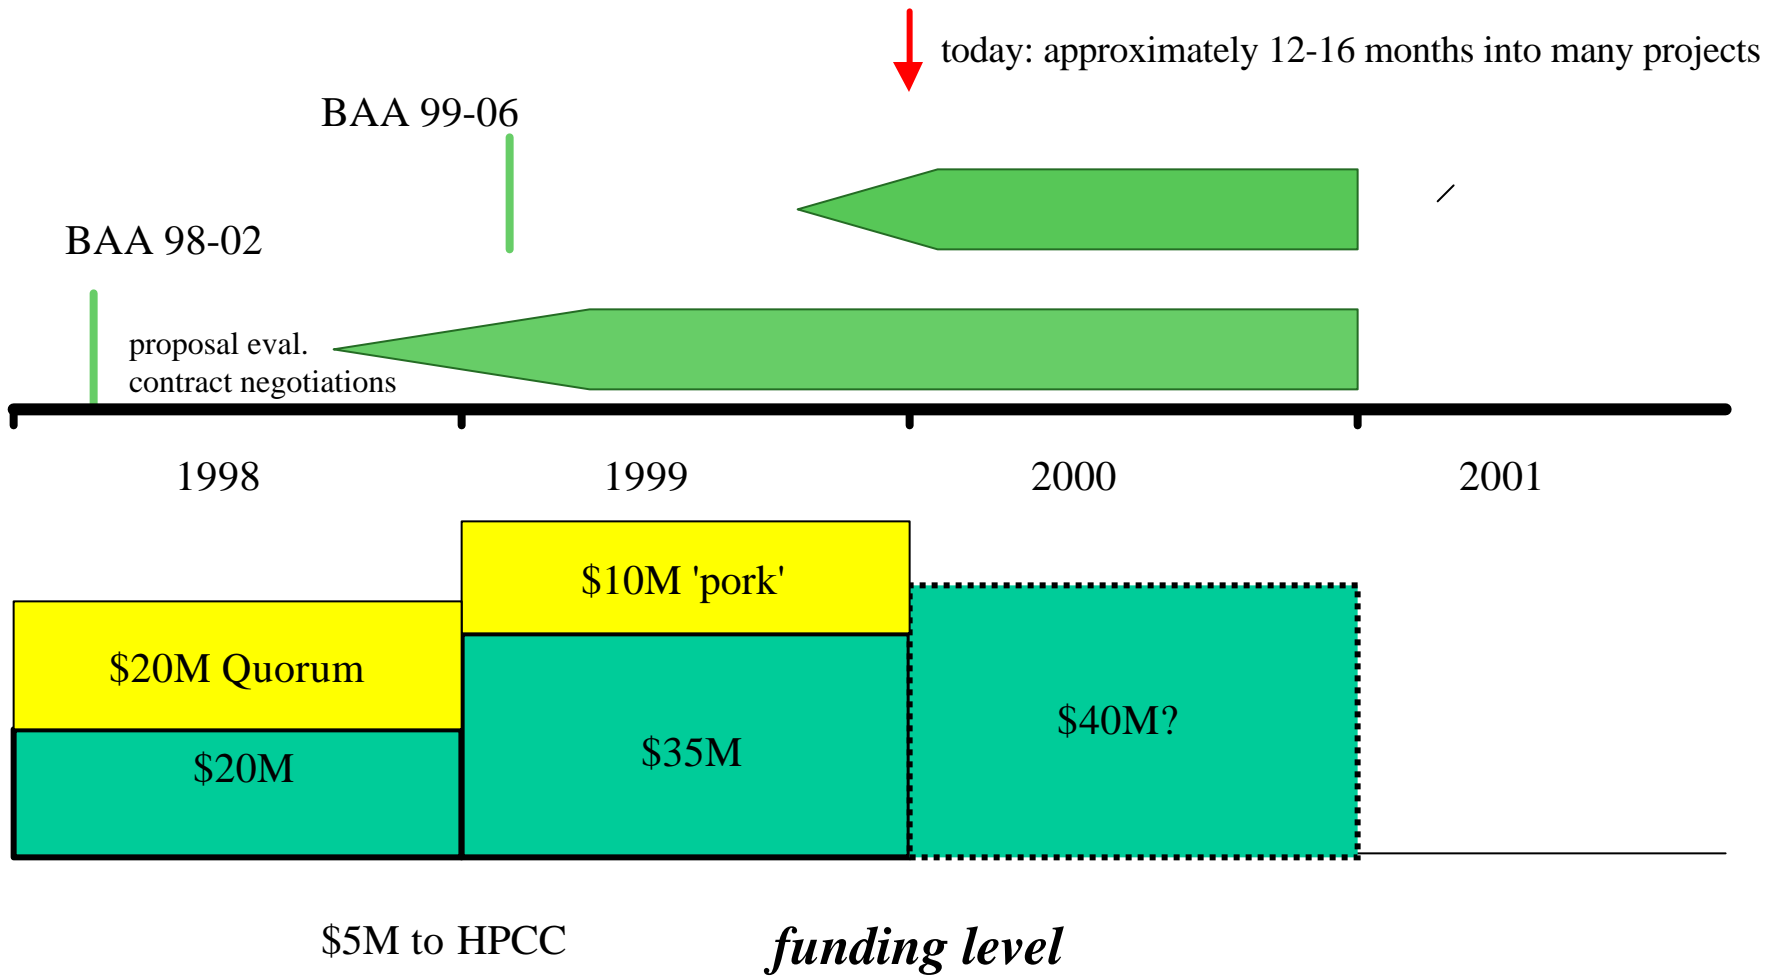 today: approximately 12-16 months into many projects
BAA 99-06
BAA 98-02
proposal eval.
contract negotiations
1998
1999
2000
2001
$10M 'pork'
$20M Quorum
$40M?
$35M
$20M
$5M to HPCC
funding level